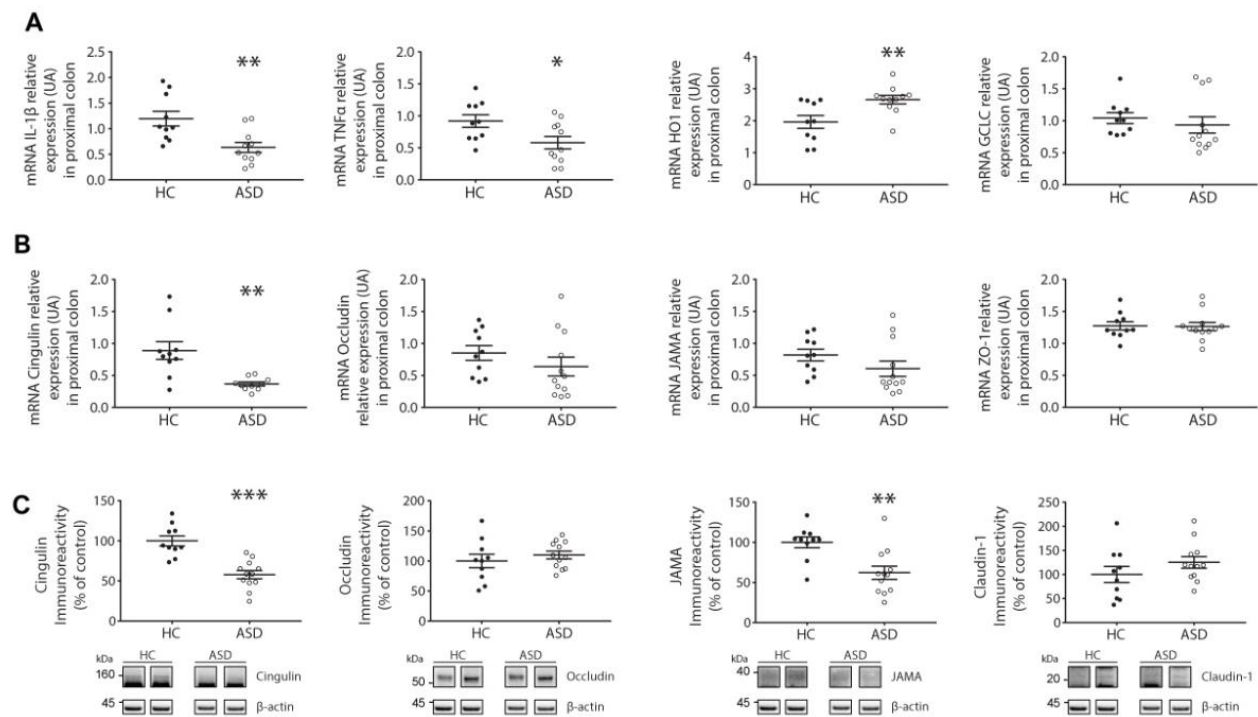 A
mRNA IL-1β relative
expression (UA)
in proximal colon
2.5
2.0
1.5
1.0
0.5
0.0
**
HC
ASD
mRNA TNFα relative
expression (UA)
in proximal colon
2.0
1.5
1.0
0.5
0.0
*
HC
ASD
mRNA HO1 relative
expression (UA)
in proximal colon
4
3
2
1
0
**
HC
ASD
mRNA GCLC relative
expression (UA)
in proximal colon
2.0
1.5
1.0
0.5
0.0
HC
ASD
B
mRNA Cingulin relative
expression (UA)
in proximal colon
2.0
1.5
1.0
0.5
0.0
**
HC
ASD
mRNA Occludin
relative expression (UA)
in proximal colon
2.0
1.5
1.0
0.5
0.0
HC
ASD
mRNA JAMA relative
expression (UA)
in proximal colon
2.0
1.5
1.0
0.5
0.0
HC
ASD
mRNA ZO-1relative
expression (UA)
in proximal colon
2.0
1.5
1.0
0.5
0.0
HC
ASD
C
Cingulin
Immunoreactivity
(% of control)
150
100
50
0
***
HC
ASD
Occludin
Immunoreactivity
(% of control)
200
150
100
50
0
HC
ASD
JAMA
Immunoreactivity
(% of control)
150
100
50
0
**
HC
ASD
Claudin-1
Immunoreactivity
(% of control)
250
200
150
100
50
0
HC
ASD
kDa
HC
ASD
160
Cingulin
45
β-actin
kDa
HC
ASD
50
Occludin
45
β-actin
kDa
HC
ASD
40
JAMA
45
β-actin
kDa
HC
ASD
20
Claudin-1
45
β-actin